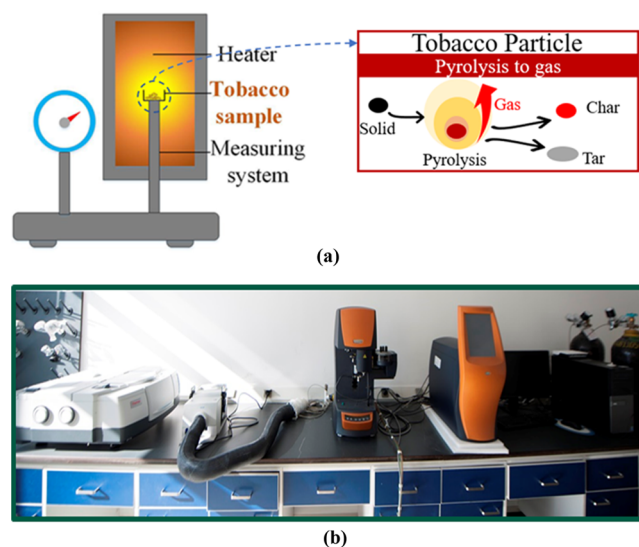 Heater
Tobacco
sample
Measuring
system
Tobacco Particle
Pyrolysis to gas
Gas
Solid
Pyrolysis
Char
Tar
(a)
(b)